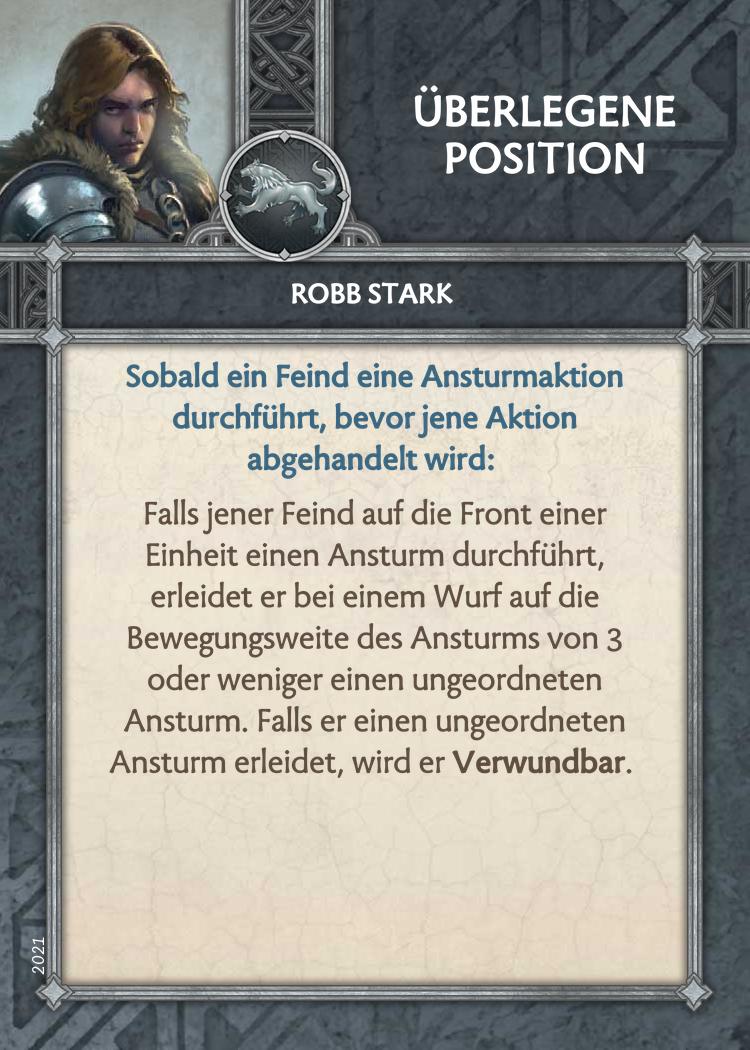 ÜBERLEGENE
POSITION
ROBB STARK
Sobald ein Feind eine Ansturmaktion
durchführt, bevor jene Aktion
abgehandelt wird:
Falls jener Feind auf die Front einer
Einheit einen Ansturm durchführt,
erleidet er bei einem Wurf auf die
Bewegungsweite des Ansturms von 3
oder weniger einen ungeordneten
Ansturm. Falls er einen ungeordneten
Ansturm erleidet, wird er Verwundbar.
2021